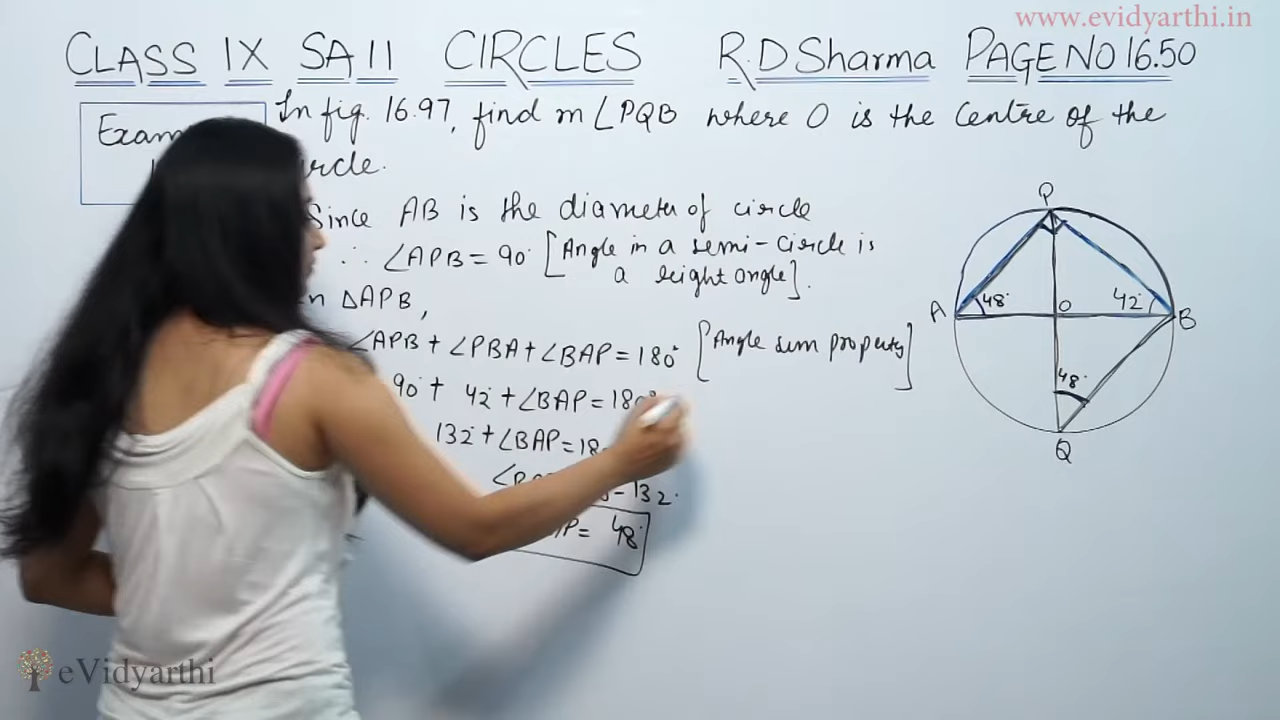 www.evidyarthi.in
CLASS IX SA II CIRCLES R.D Sharma PAGE NO 16.50
In fig. 16.97, find m∠PQB where O is the centre of the
Since AB is the diameter of circle
∴ ∠APB = 90° [Angle in a semi-circle is
a right angle].
△APB,
∠APB + ∠PBA + ∠BAP = 180° [Angle sum property]
90° + 42° + ∠BAP = 180°
132° + ∠BAP = 18
- 132°
P = 48°
P
A 48° O 42° B
48°
Q
eVidyarthi